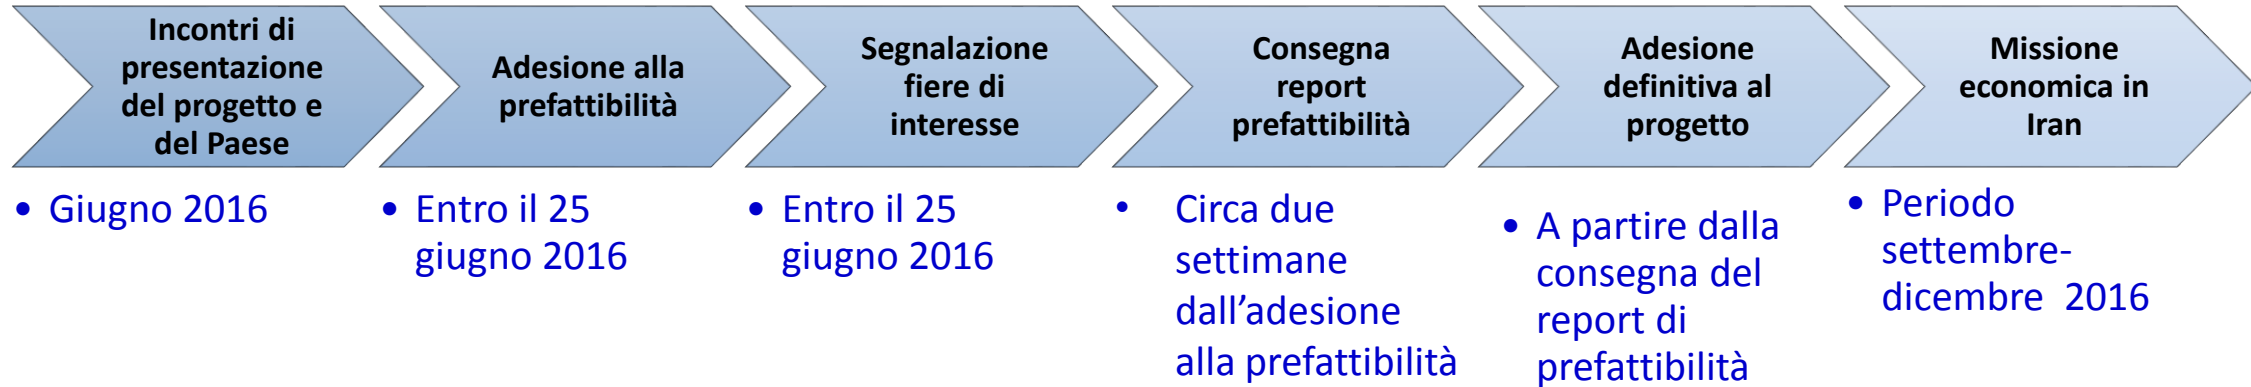 Incontri di
presentazione
del progetto e
del Paese
Adesione alla
prefattibilità
Segnalazione
fiere di
interesse
Consegna
report
prefattibilità
Adesione
definitiva al
progetto
Missione
economica in
Iran
• Giugno 2016
• Entro il 25
giugno 2016
• Entro il 25
giugno 2016
• Circa due
settimane
dall’adesione
alla prefattibilità
• A partire dalla
consegna del
report di
prefattibilità
• Periodo
settembre-
dicembre 2016